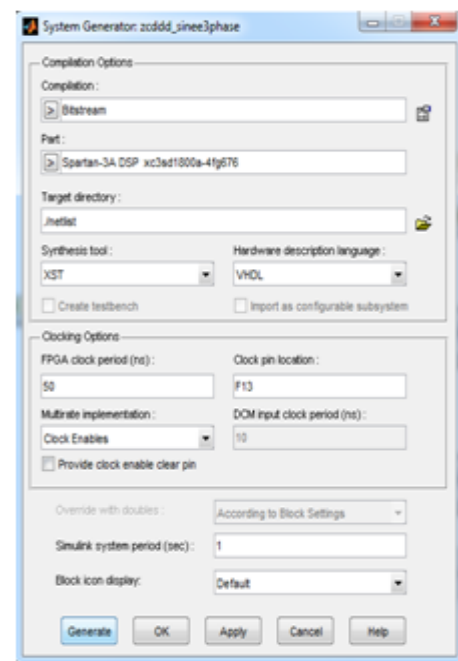 System Generator: zcddd_sinee3phase
Compilation Options
Compilation :
> Bitstream
Part :
> Spartan-3A DSP xc3sd1800a-4fg676
Target directory :
./netlist
Synthesis tool : Hardware description language :
XST VHDL
Create testbench Import as configurable subsystem
Clocking Options
FPGA clock period (ns) : Clock pin location :
50 F13
Multirate implementation : DCM input clock period (ns) :
Clock Enables 10
Provide clock enable clear pin
Override with doubles : According to Block Settings
Simulink system period (sec) : 1
Block icon display: Default
Generate OK Apply Cancel Help